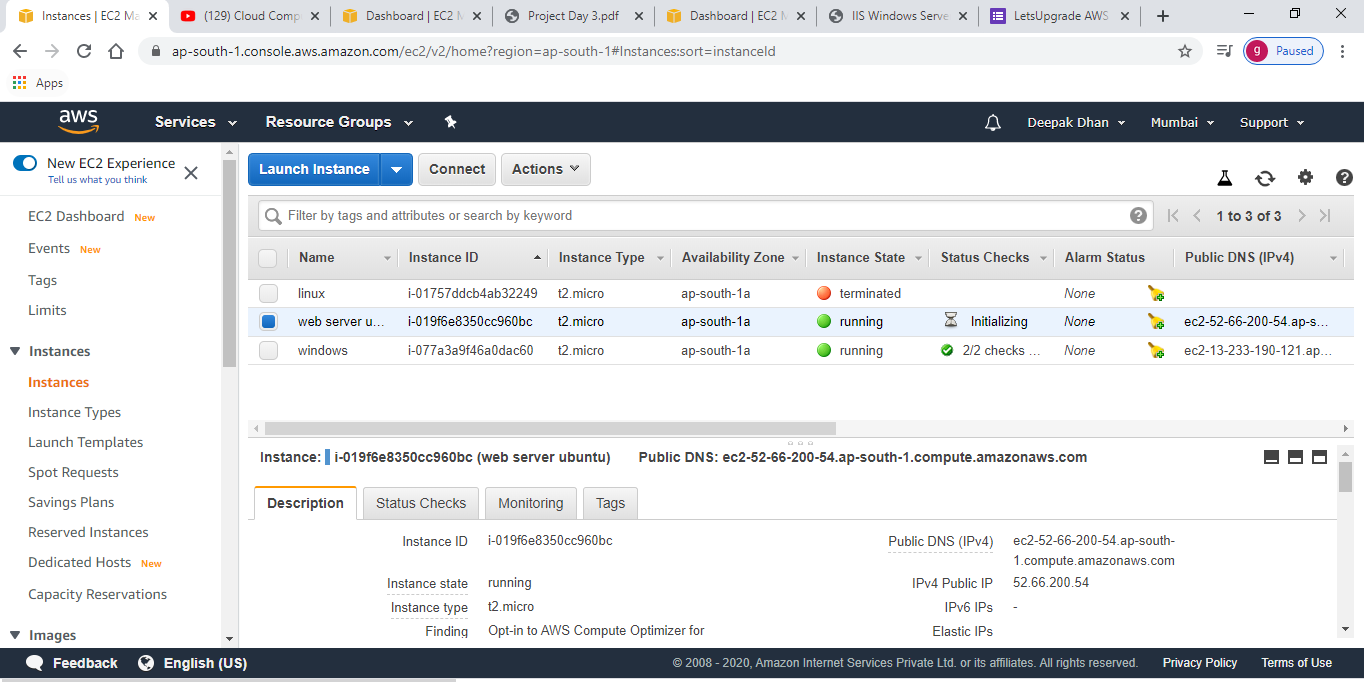 Instances | EC2 Ma
(129) Cloud Comp
Dashboard | EC2 M
Project Day 3.pdf
Dashboard | EC2 M
IIS Windows Serve
LetsUpgrade AWS
ap-south-1.console.aws.amazon.com/ec2/v2/home?region=ap-south-1#Instances:sort=instanceId
g Paused
Apps
aws Services Resource Groups Deepak Dhan Mumbai Support
New EC2 Experience
Tell us what you think
EC2 Dashboard New
Events New
Tags
Limits
Instances
Instances
Instance Types
Launch Templates
Spot Requests
Savings Plans
Reserved Instances
Dedicated Hosts New
Capacity Reservations
Images
Launch Instance Connect Actions
Filter by tags and attributes or search by keyword 1 to 3 of 3
Name Instance ID Instance Type Availability Zone Instance State Status Checks Alarm Status Public DNS (IPv4)
linux i-01757ddcb4ab32249 t2.micro ap-south-1a terminated None
web server u... i-019f6e8350cc960bc t2.micro ap-south-1a running Initializing None ec2-52-66-200-54.ap-s...
windows i-077a3a9f46a0dac60 t2.micro ap-south-1a running 2/2 checks ... None ec2-13-233-190-121.ap...
Instance: i-019f6e8350cc960bc (web server ubuntu) Public DNS: ec2-52-66-200-54.ap-south-1.compute.amazonaws.com
Description Status Checks Monitoring Tags
Instance ID i-019f6e8350cc960bc
Instance state running
Instance type t2.micro
Finding Opt-in to AWS Compute Optimizer for
Public DNS (IPv4) ec2-52-66-200-54.ap-south-
1.compute.amazonaws.com
IPv4 Public IP 52.66.200.54
IPv6 IPs -
Elastic IPs
Feedback English (US) © 2008 - 2020, Amazon Internet Services Private Ltd. or its affiliates. All rights reserved. Privacy Policy Terms of Use